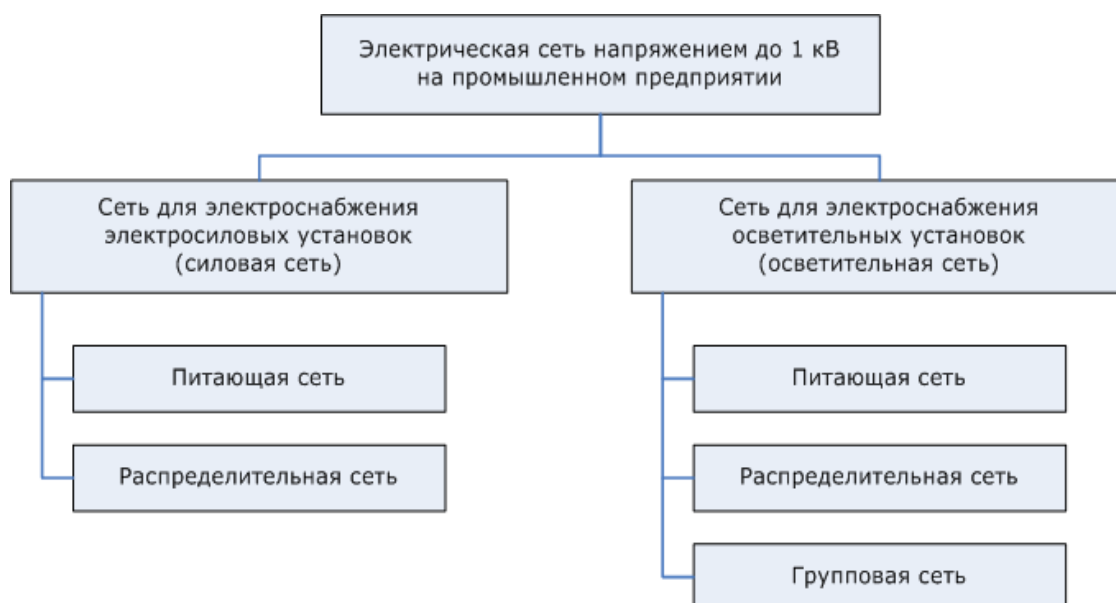 Электрическая сеть напряжением до 1 кВ
на промышленном предприятии
Сеть для электроснабжения
электросиловых установок
(силовая сеть)
Питающая сеть
Распределительная сеть
Сеть для электроснабжения
осветительных установок
(осветительная сеть)
Питающая сеть
Распределительная сеть
Групповая сеть